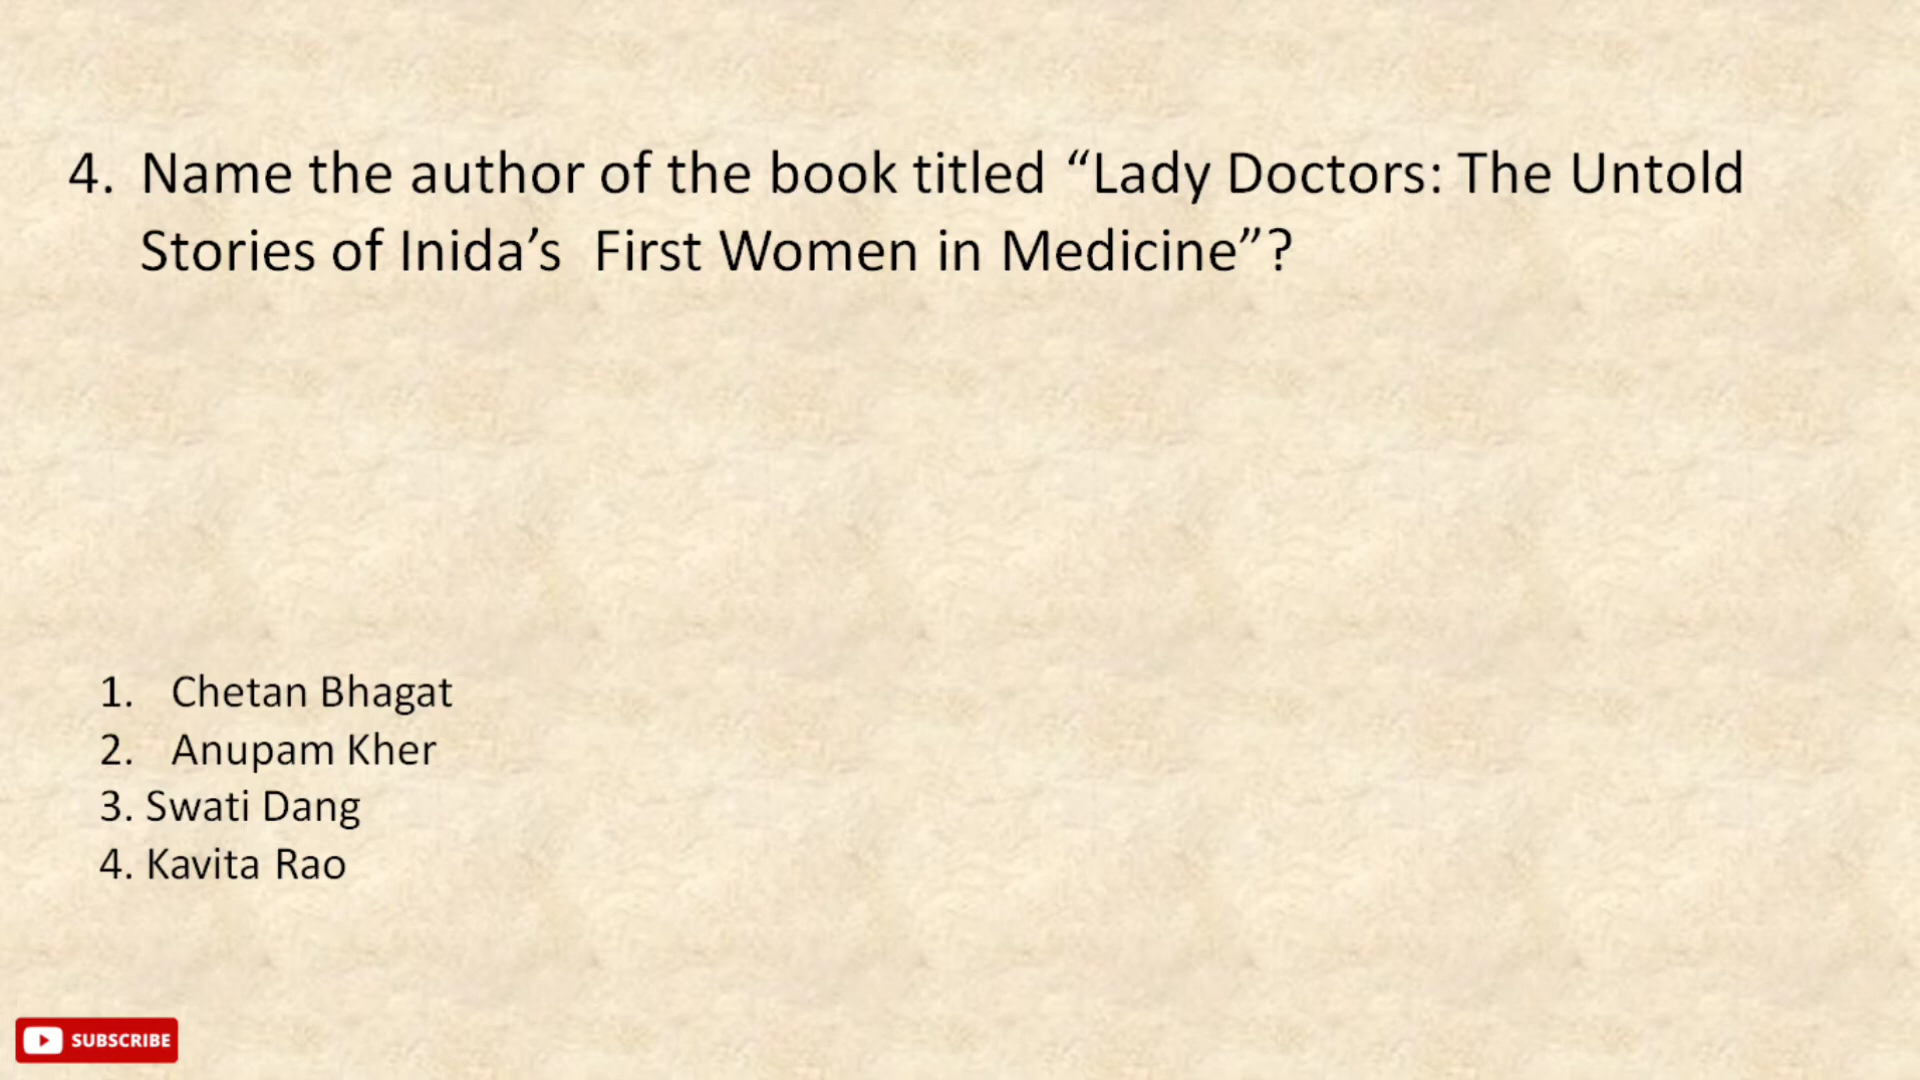 4. Name the author of the book titled “Lady Doctors: The Untold
Stories of Inida’s First Women in Medicine”?
1. Chetan Bhagat
2. Anupam Kher
3. Swati Dang
4. Kavita Rao
SUBSCRIBE